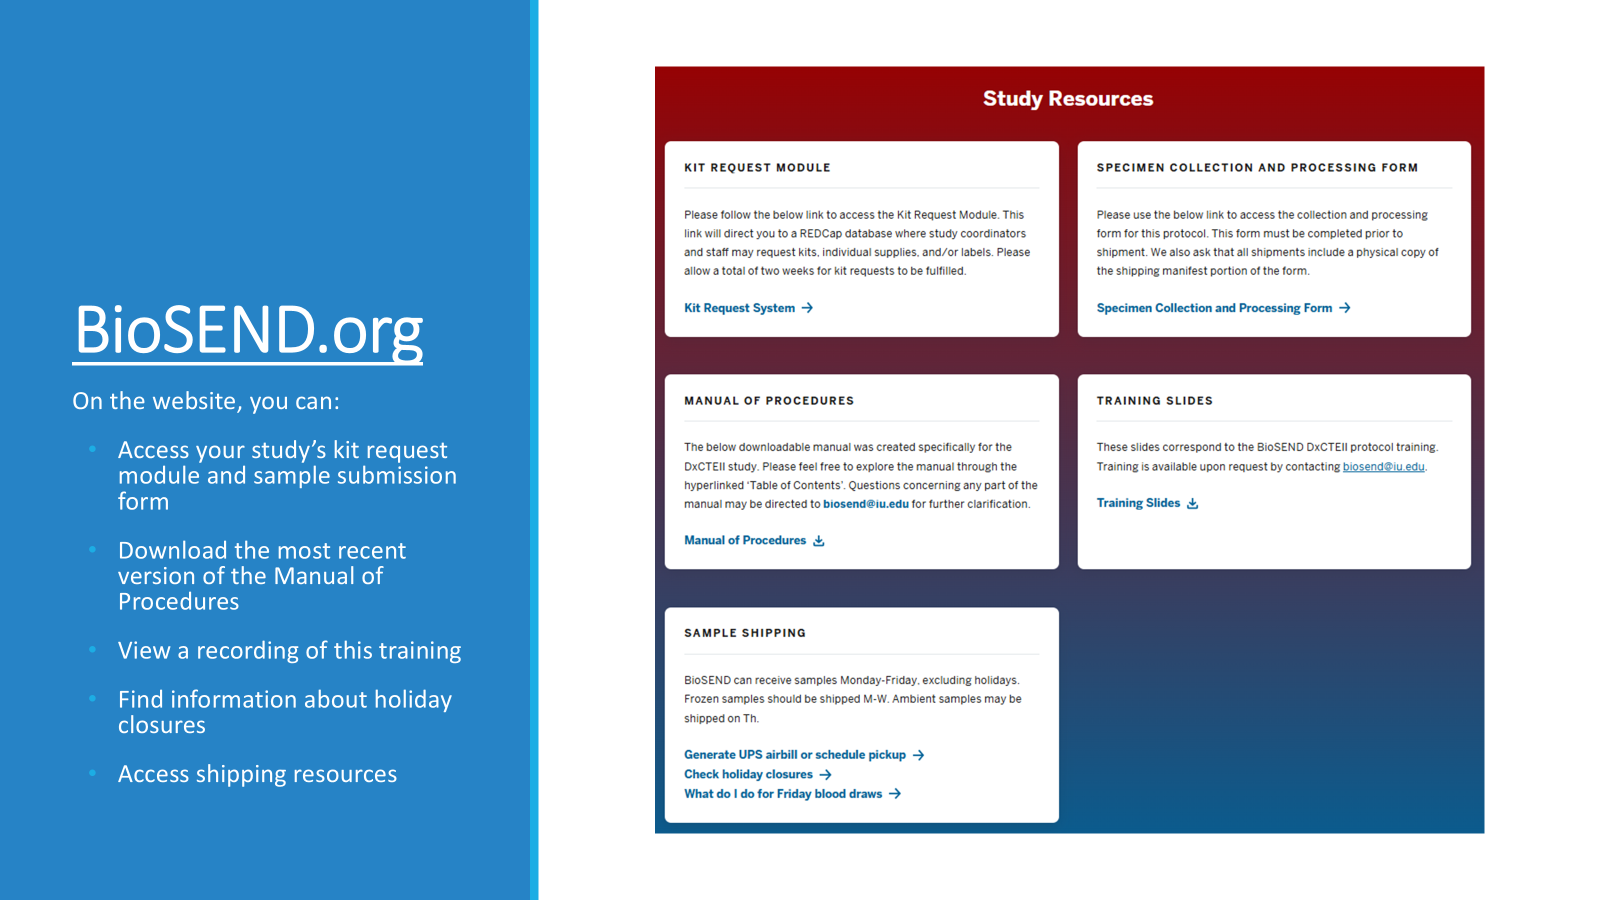 BioSEND.org
On the website, you can:
• Access your study’s kit request
module and sample submission
form
• Download the most recent
version of the Manual of
Procedures
• View a recording of this training
• Find information about holiday
closures
• Access shipping resources
Study Resources
KIT REQUEST MODULE
Please follow the below link to access the Kit Request Module. This
link will direct you to a REDCap database where study coordinators
and staff may request kits, individual supplies, and/or labels. Please
allow a total of two weeks for kit requests to be fulfilled.
Kit Request System →
SPECIMEN COLLECTION AND PROCESSING FORM
Please use the below link to access the collection and processing
form for this protocol. This form must be completed prior to
shipment. We also ask that all shipments include a physical copy of
the shipping manifest portion of the form.
Specimen Collection and Processing Form →
MANUAL OF PROCEDURES
The below downloadable manual was created specifically for the
DxCTEII study. Please feel free to explore the manual through the
hyperlinked ‘Table of Contents’. Questions concerning any part of the
manual may be directed to biosend@iu.edu for further clarification.
Manual of Procedures
TRAINING SLIDES
These slides correspond to the BioSEND DxCTEII protocol training.
Training is available upon request by contacting biosend@iu.edu.
Training Slides
SAMPLE SHIPPING
BioSEND can receive samples Monday-Friday, excluding holidays.
Frozen samples should be shipped M-W. Ambient samples may be
shipped on Th.
Generate UPS airbill or schedule pickup →
Check holiday closures →
What do I do for Friday blood draws →